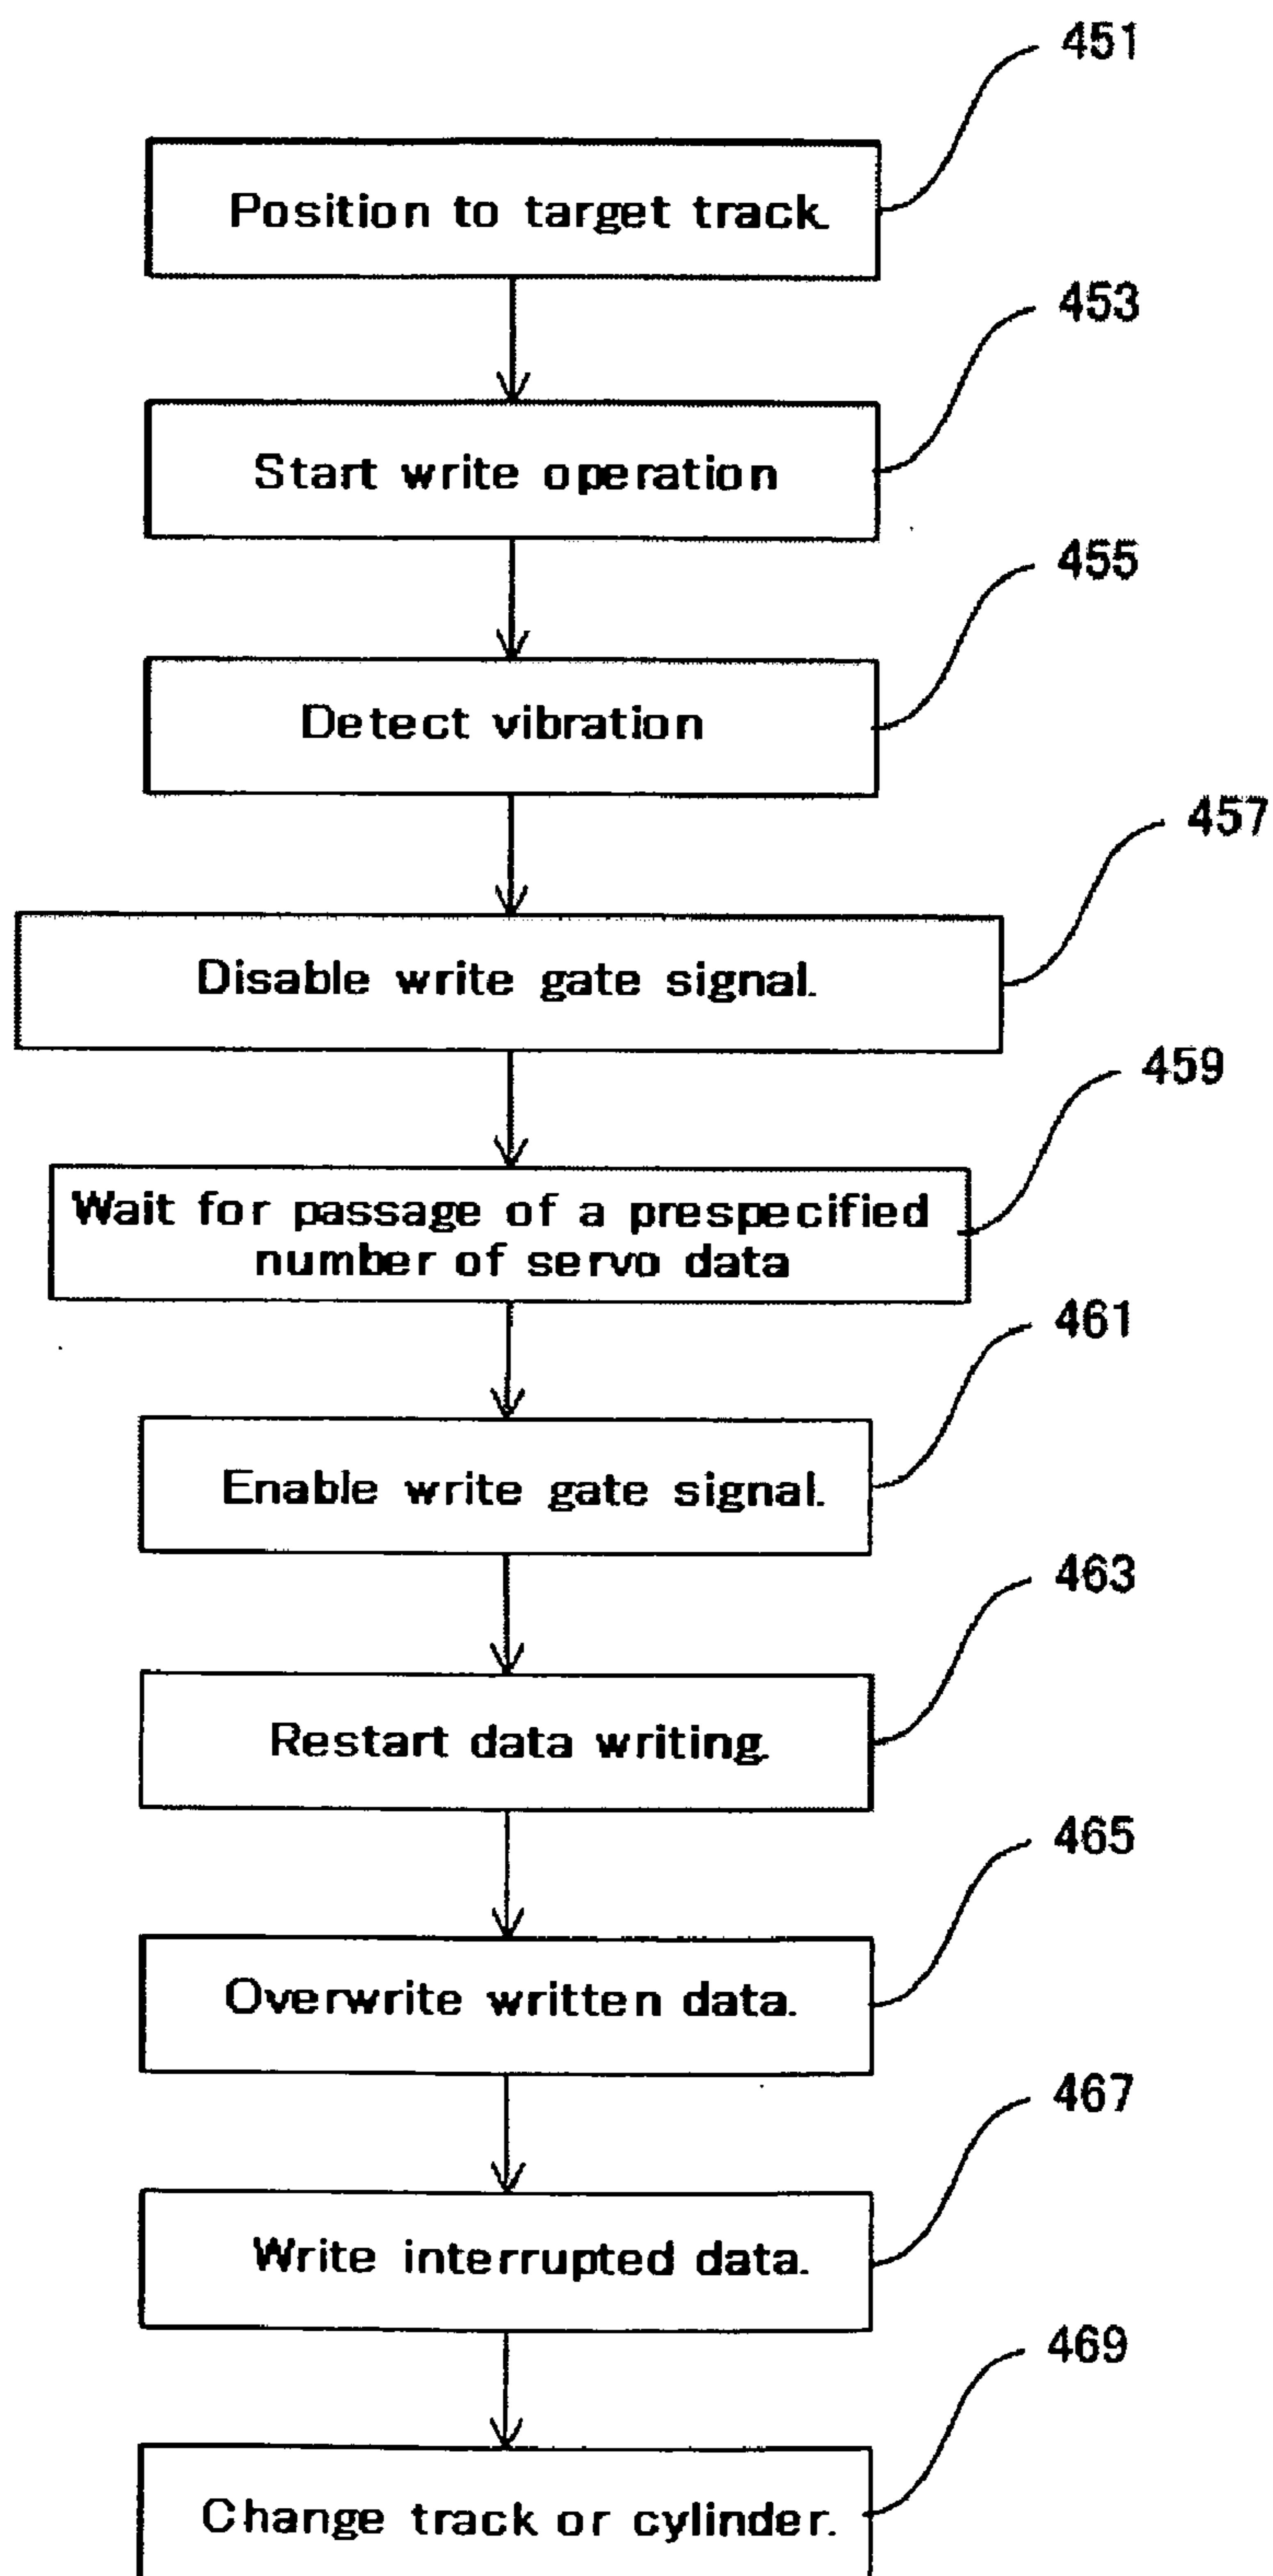 451
Position to target track.
453
Start write operation
455
Detect vibration
457
Disable write gate signal.
459
Wait for passage of a prespecified
number of servo data
461
Enable write gate signal.
463
Restart data writing.
465
Overwrite written data.
467
Write interrupted data.
469
Change track or cylinder.